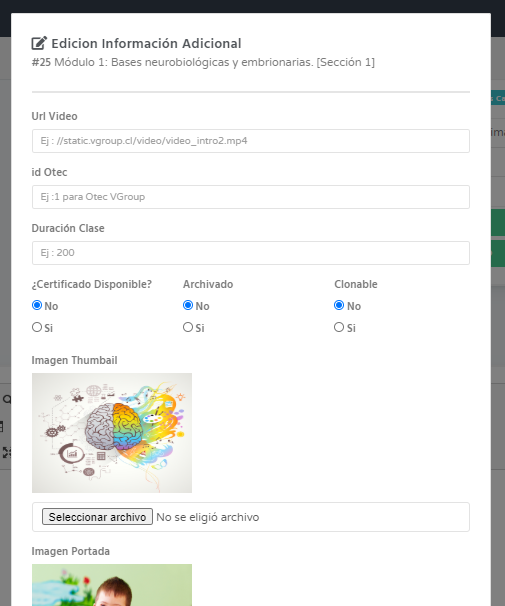 Edicion Información Adicional
#25 Módulo 1: Bases neurobiológicas y embrionarias. [Sección 1]
Url Video
Ej : //static.vgroup.cl/video/video_intro2.mp4
id Otec
Ej :1 para Otec VGroup
Duración Clase
Ej : 200
¿Certificado Disponible? Archivado Clonable
No No No
Si Si Si
Imagen Thumbail
Seleccionar archivo No se eligió archivo
Imagen Portada